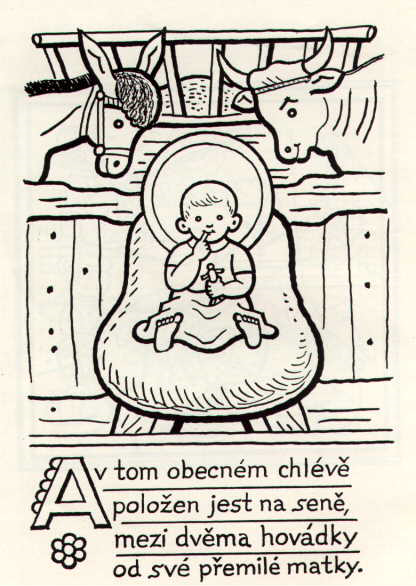 A v tom obecném chlévě
položen jest na seně,
mezi dvěma hovádky
od své přemilé matky.